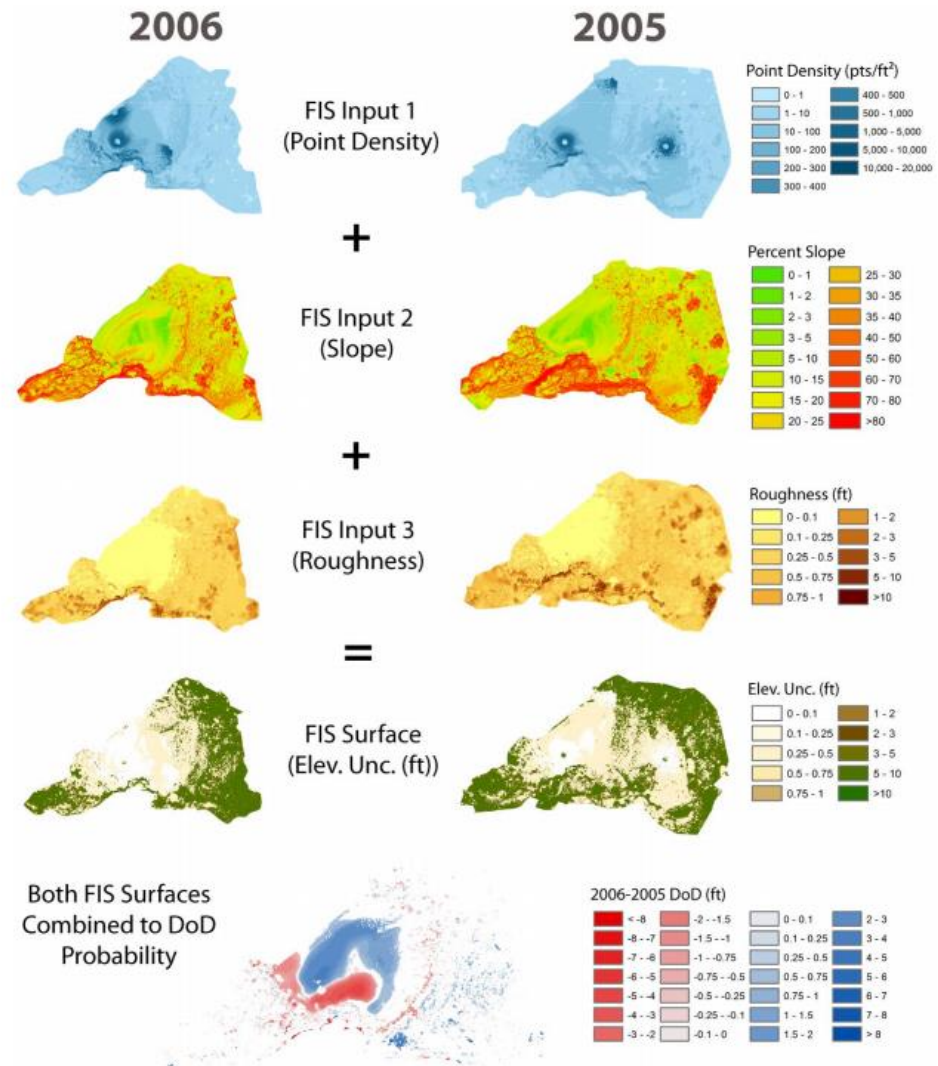 2006
2005
FIS Input 1
(Point Density)
Point Density (pts/ft²)
0 - 1
1 - 10
10 - 100
100 - 200
200 - 300
300 - 400
400 - 500
500 - 1,000
1,000 - 5,000
5,000 - 10,000
10,000 - 20,000
+
FIS Input 2
(Slope)
Percent Slope
0 - 1
1 - 2
2 - 3
3 - 5
5 - 10
10 - 15
15 - 20
20 - 25
25 - 30
30 - 35
35 - 40
40 - 50
50 - 60
60 - 70
70 - 80
>80
+
FIS Input 3
(Roughness)
Roughness (ft)
0 - 0.1
0.1 - 0.25
0.25 - 0.5
0.5 - 0.75
0.75 - 1
1 - 2
2 - 3
3 - 5
5 - 10
>10
=
FIS Surface
(Elev. Unc. (ft))
Elev. Unc. (ft)
0 - 0.1
0.1 - 0.25
0.25 - 0.5
0.5 - 0.75
0.75 - 1
1 - 2
2 - 3
3 - 5
5 - 10
>10
Both FIS Surfaces
Combined to DoD
Probability
2006-2005 DoD (ft)
< -8
-8 - -7
-7 - -6
-6 - -5
-5 - -4
-4 - -3
-3 - -2
-2 - -1.5
-1.5 - -1
-1 - -0.75
-0.75 - -0.5
-0.5 - -0.25
-0.25 - -0.1
-0.1 - 0
0 - 0.1
0.1 - 0.25
0.25 - 0.5
0.5 - 0.75
0.75 - 1
1 - 1.5
1.5 - 2
2 - 3
3 - 4
4 - 5
5 - 6
6 - 7
7 - 8
> 8